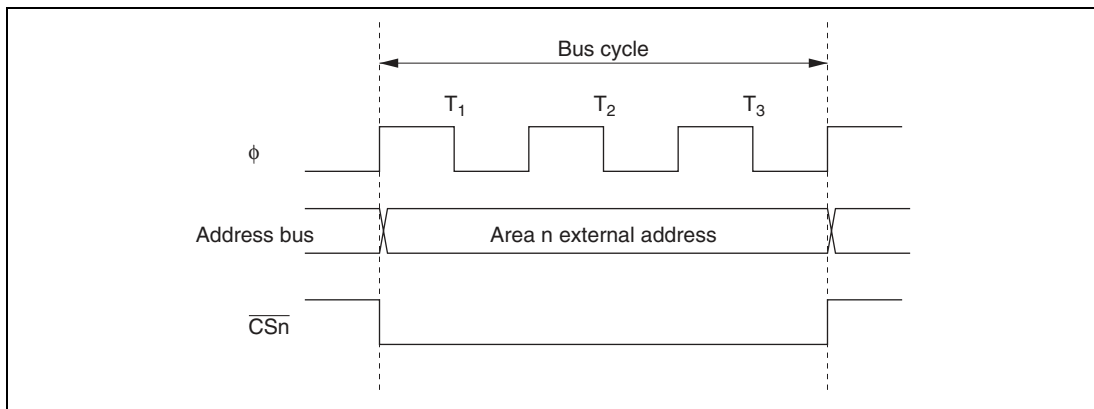 Bus cycle
T1 T2 T3
ϕ
Address bus Area n external address
CSn